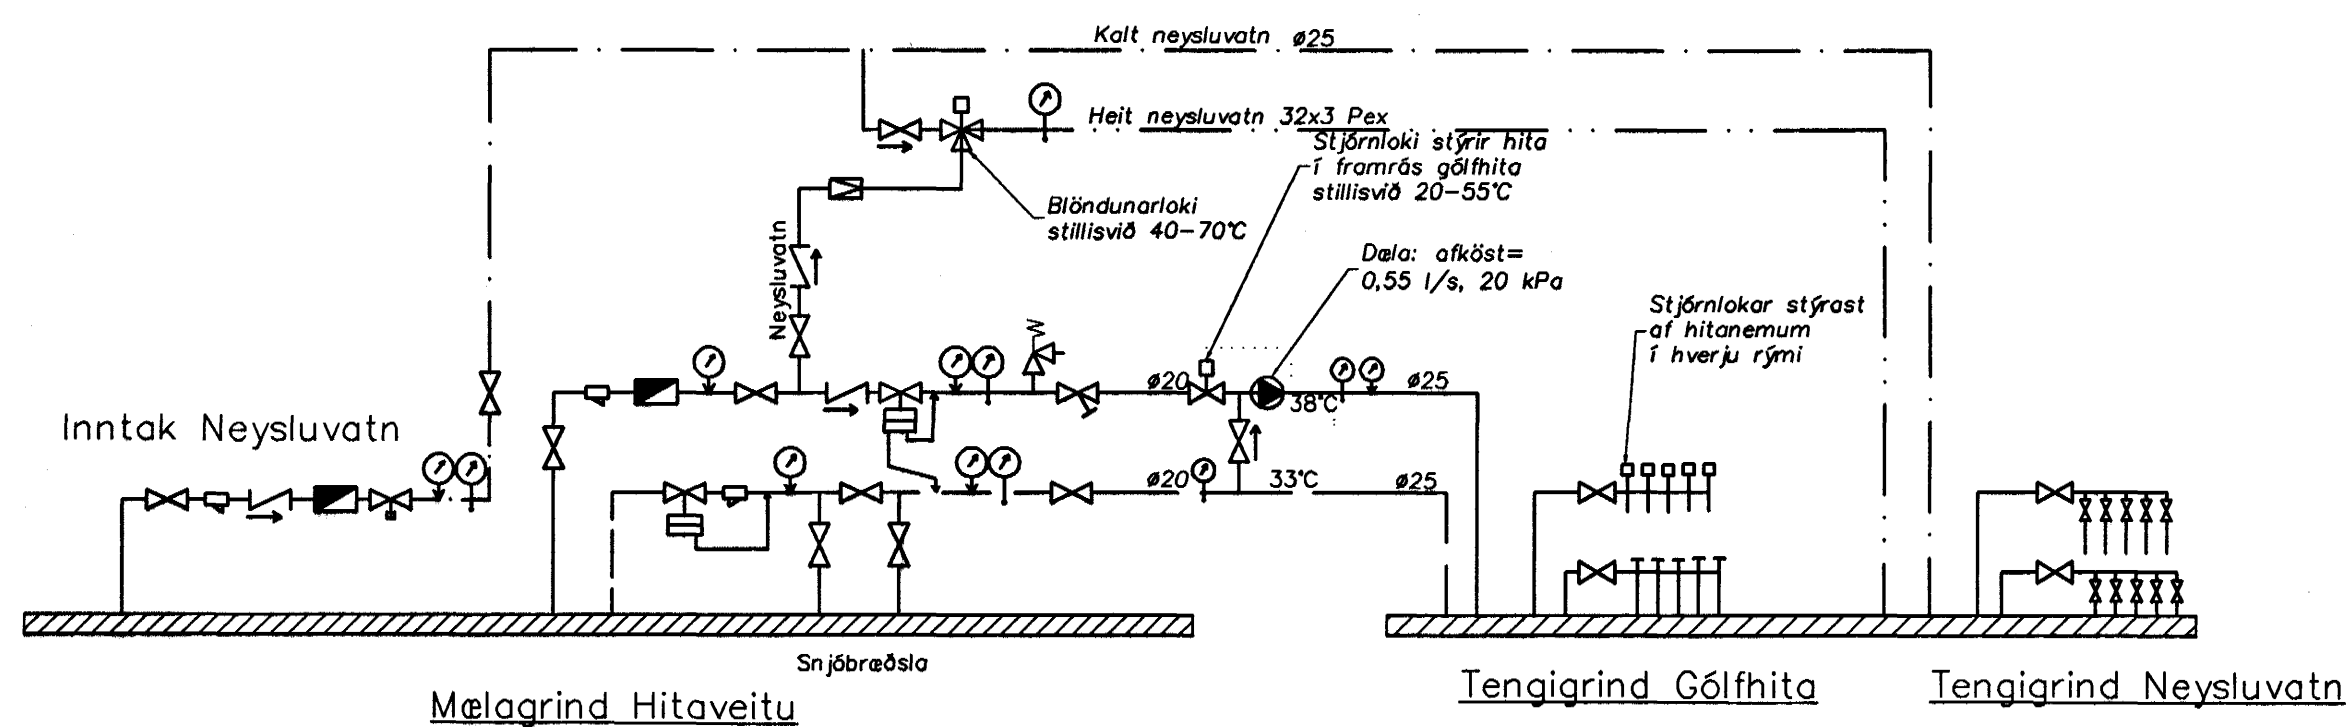 Kalt neysluvatn ø25
Heit neysluvatn 32x3 Pex
Stjórnloki stýrir hita
í framrás gólfhita
stillisvið 20-55°C
Blöndunarloki
stillisvið 40-70°C
Neysluvatn
Dæla: afköst=
0,55 l/s, 20 kPa
Stjórnlokar stýrast
af hitanemum
í hverju rými
ø20
38°C
ø25
Inntak Neysluvatn
ø20
33°C
ø25
Snjóbræðsla
Mælagrind Hitaveitu
Tengigrind Gólfhita
Tengigrind Neysluvatn